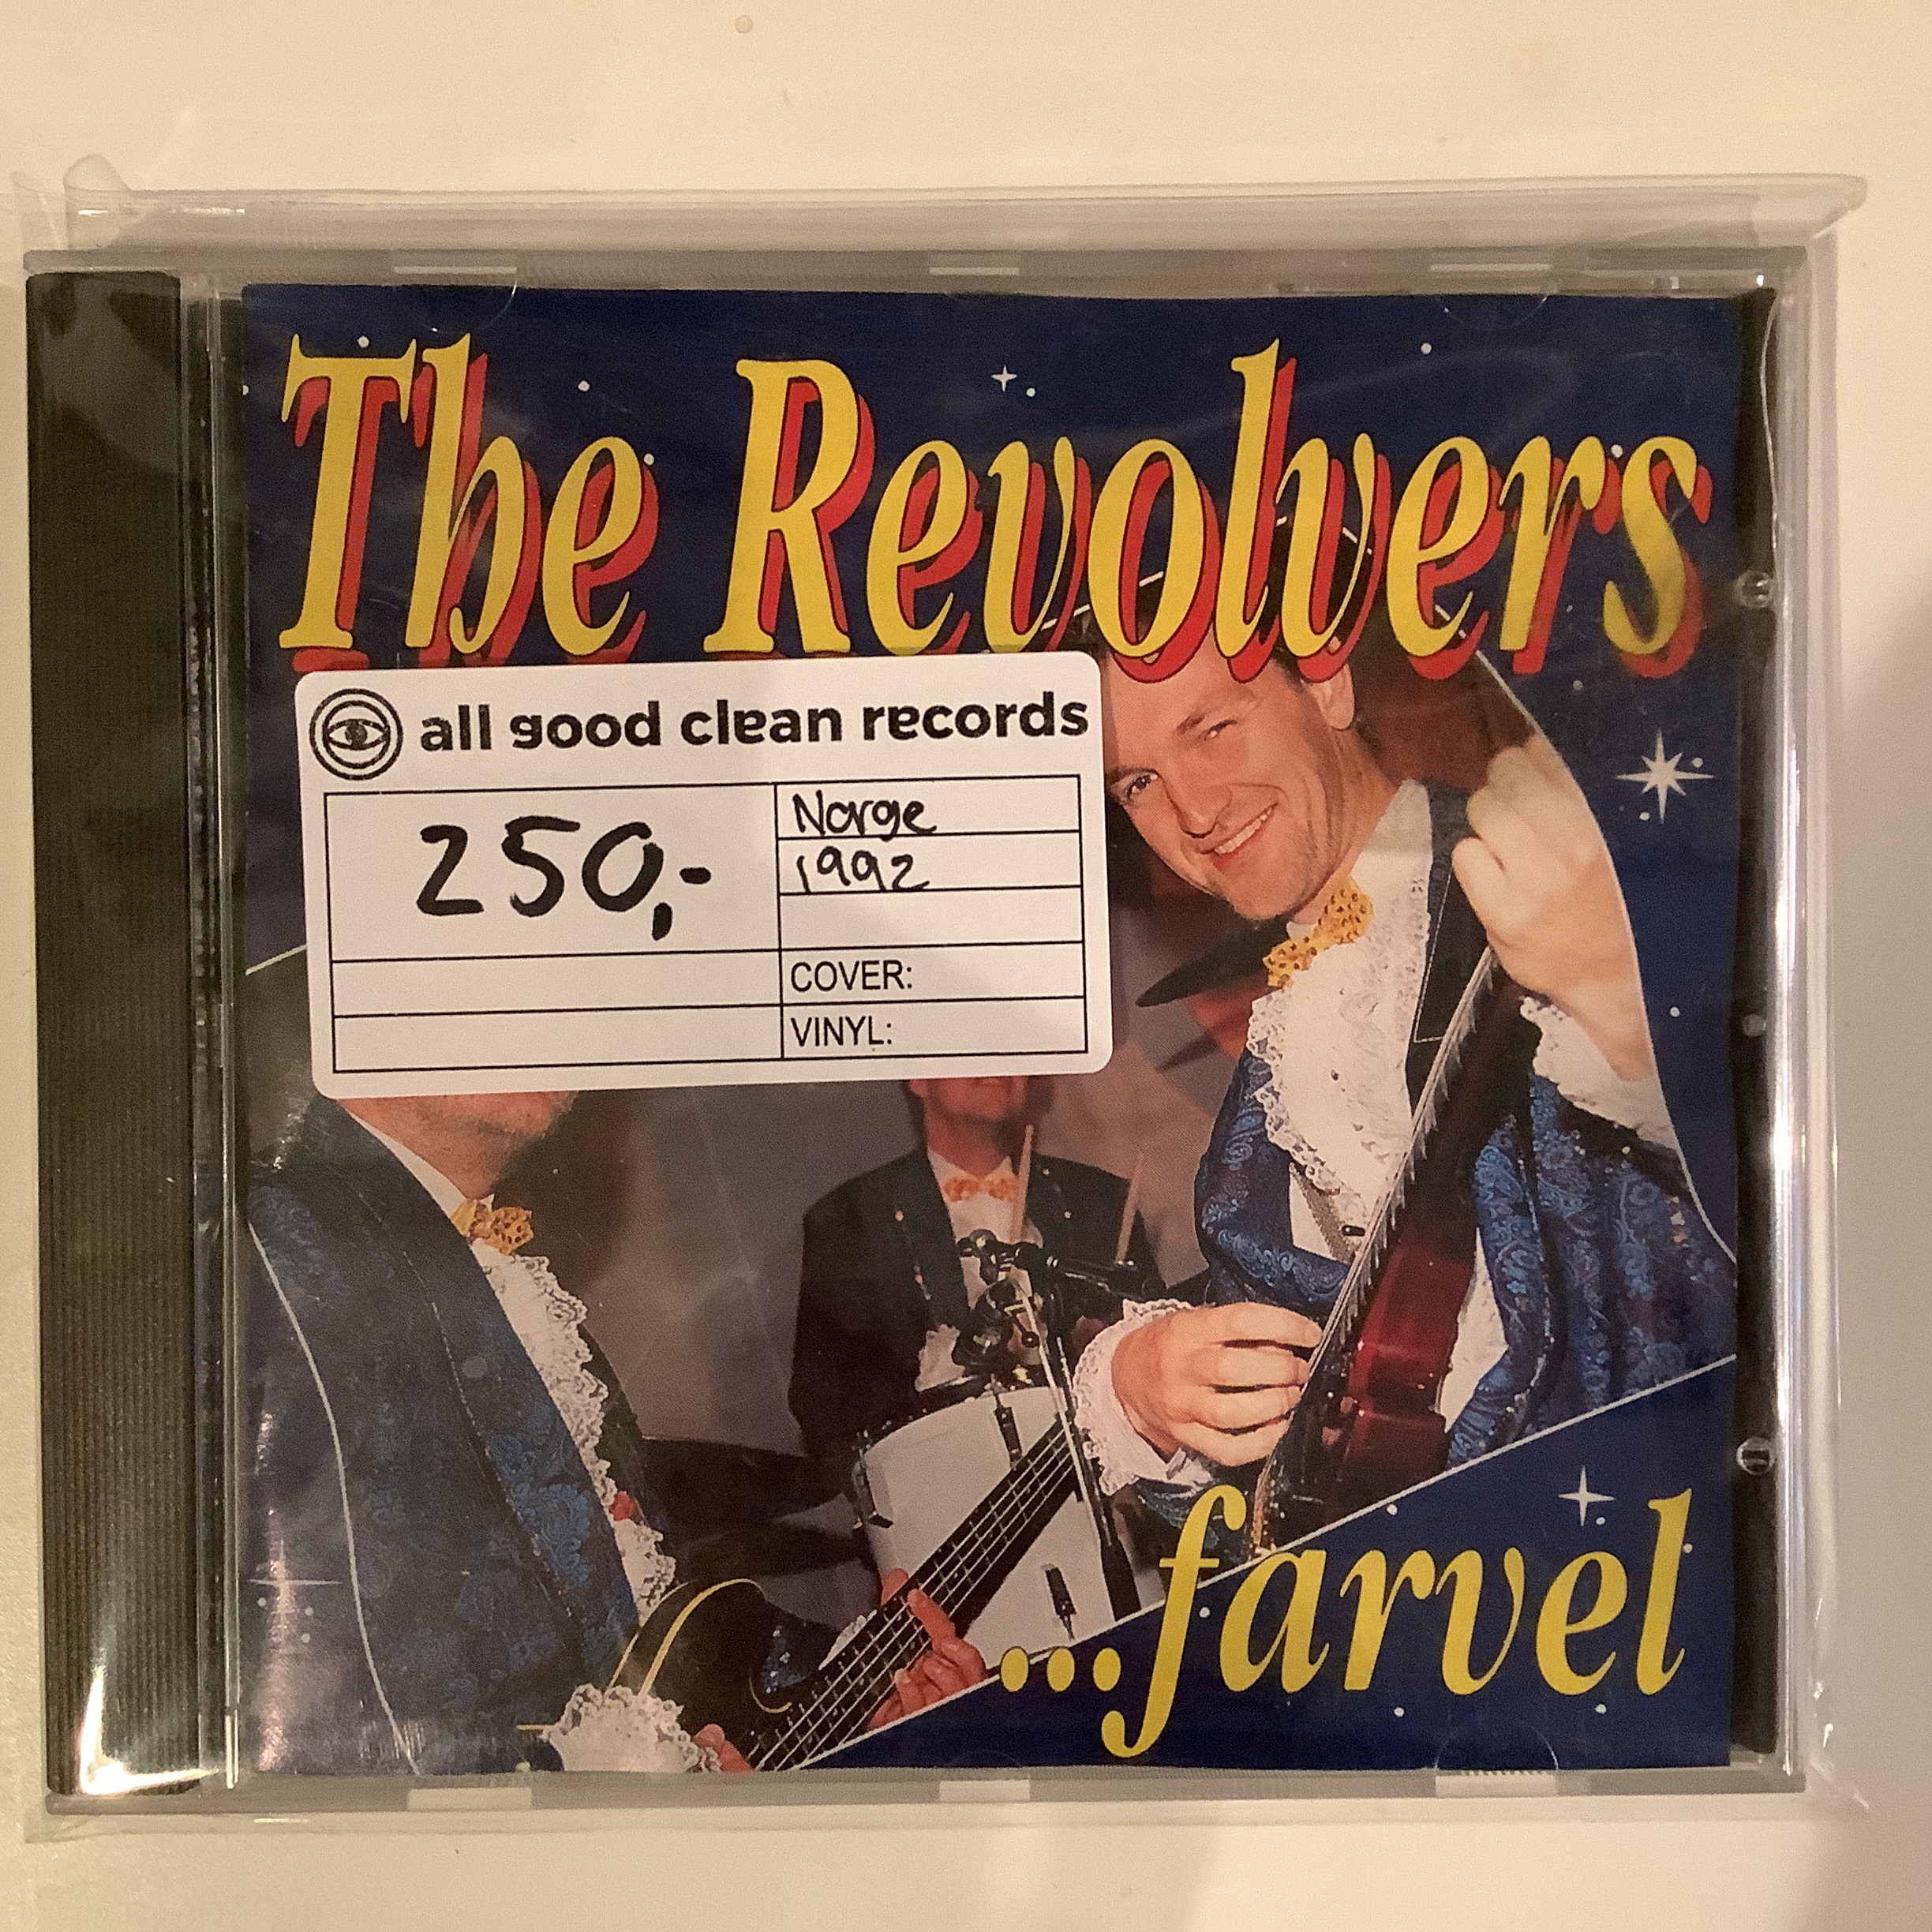 The Revolvers
all good clean records
250,-
Norge
1992
COVER:
VINYL:
...farvel